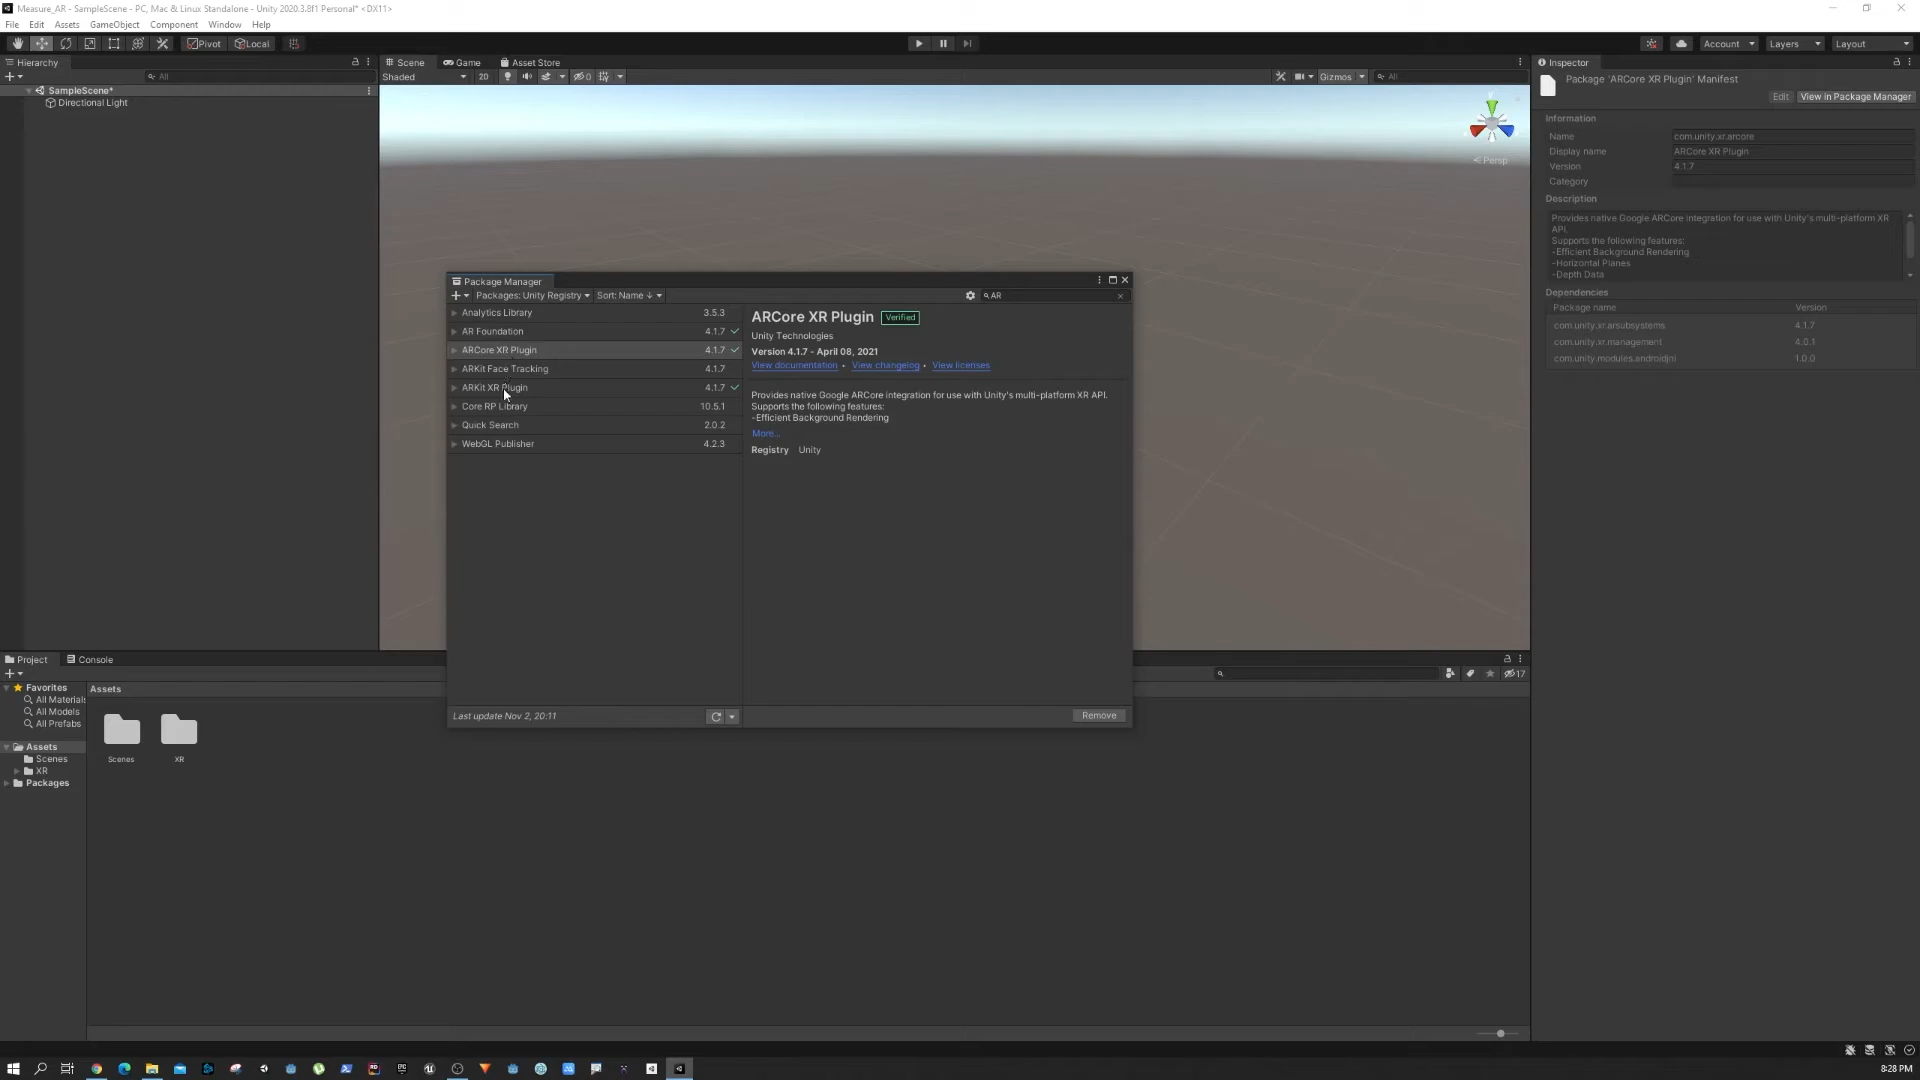 Measure_AR - SampleScene - PC, Mac & Linux Standalone - Unity 2020.3.8f1 Personal* <DX11>
File Edit Assets GameObject Component Window Help
Pivot Local
Account Layers Layout
Hierarchy
All
SampleScene*
Directional Light
Scene Game Asset Store
Shaded 2D 0 Gizmos All
Persp
Package Manager
Packages: Unity Registry Sort: Name ↓ AR
Analytics Library 3.5.3
AR Foundation 4.1.7
ARCore XR Plugin 4.1.7
ARKit Face Tracking 4.1.7
ARKit XR Plugin 4.1.7
Core RP Library 10.5.1
Quick Search 2.0.2
WebGL Publisher 4.2.3
Last update Nov 2, 20:11
ARCore XR Plugin Verified
Unity Technologies
Version 4.1.7 - April 08, 2021
View documentation • View changelog • View licenses
Provides native Google ARCore integration for use with Unity's multi-platform XR API.
Supports the following features:
-Efficient Background Rendering
More...
Registry Unity
Remove
Inspector
Package 'ARCore XR Plugin' Manifest
Edit View in Package Manager
Information
Name com.unity.xr.arcore
Display name ARCore XR Plugin
Version 4.1.7
Category
Description
Provides native Google ARCore integration for use with Unity's multi-platform XR
API.
Supports the following features:
-Efficient Background Rendering
-Horizontal Planes
-Depth Data
Dependencies
Package name Version
com.unity.xr.arsubsystems 4.1.7
com.unity.xr.management 4.0.1
com.unity.modules.androidjni 1.0.0
Project Console
17
Favorites
All Materials
All Models
All Prefabs
Assets
Scenes
XR
Packages
Assets
Scenes XR
8:28 PM